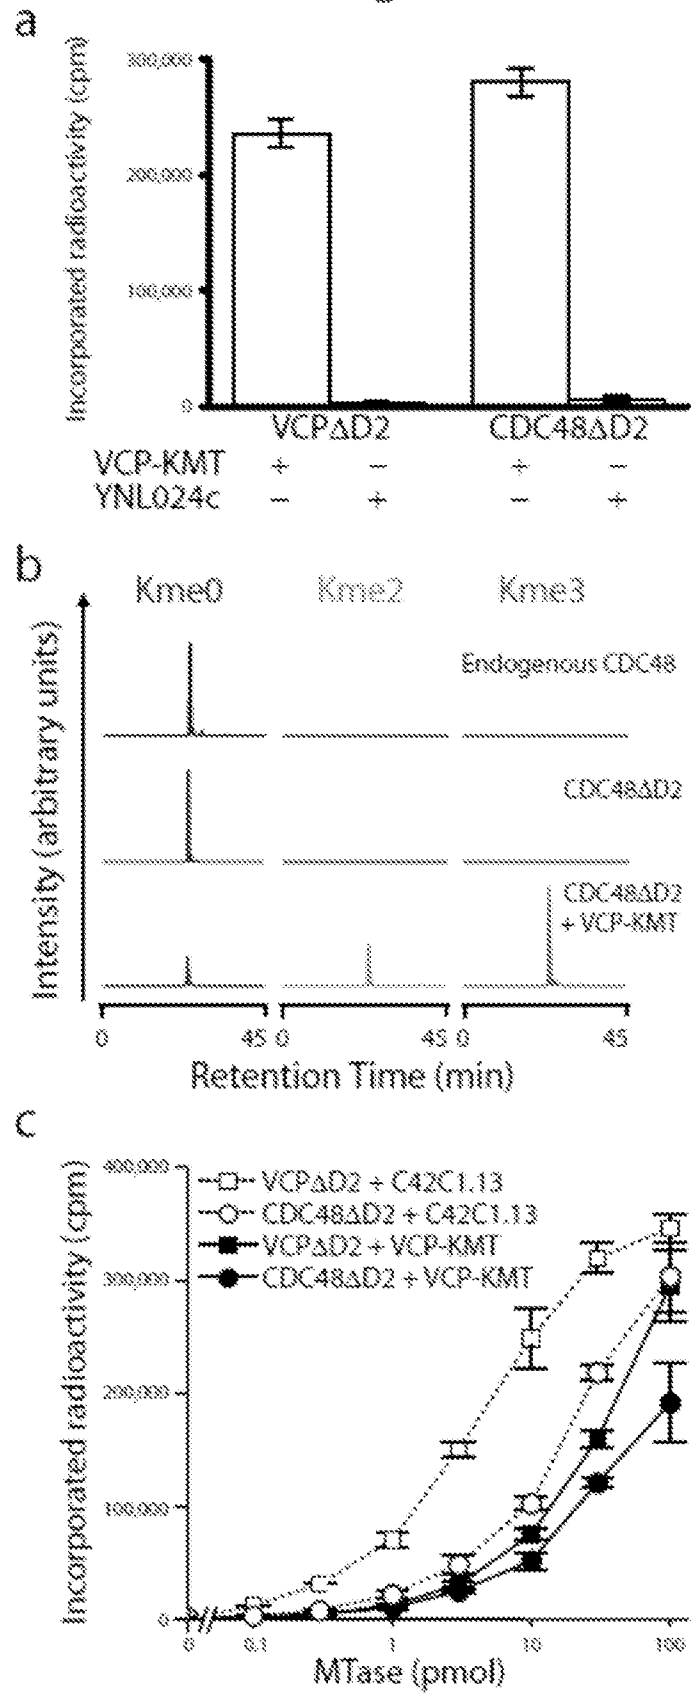 a
Incorporated radioactivity (cpm)
300,000
200,000
100,000
0
VCPΔD2 CDC48ΔD2
VCP-KMT + − + −
YNL024c − + − +
b
Kme0 Kme2 Kme3
Intensity (arbitrary units)
Endogenous CDC48
CDC48ΔD2
CDC48ΔD2
+ VCP-KMT
0 45 0 45 0 45
Retention Time (min)
c
Incorporated radioactivity (cpm)
400,000
300,000
200,000
100,000
0
VCPΔD2 + C42C1.13
CDC48ΔD2 + C42C1.13
VCPΔD2 + VCP-KMT
CDC48ΔD2 + VCP-KMT
0 0.1 1 10 100
MTase (pmol)